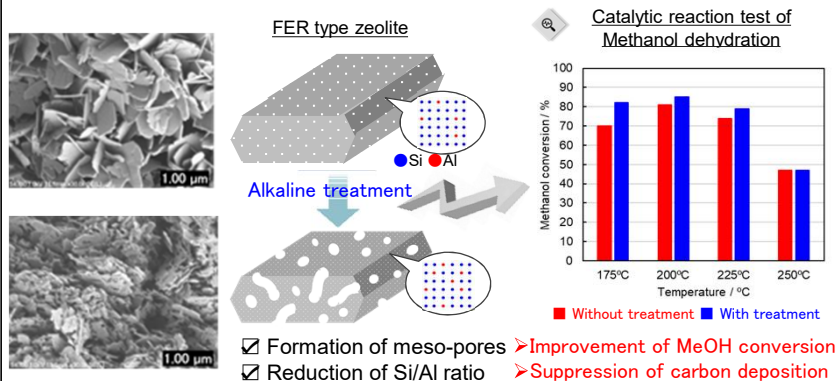 FER type zeolite
Catalytic reaction test of
Methanol dehydration
1.00 μm
Si Al
Alkaline treatment
1.00 μm
Methanol conversion / %
100
90
80
70
60
50
40
30
20
10
0
175ºC 200ºC 225ºC 250ºC
Temperature / ºC
Without treatment With treatment
☑ Formation of meso-pores
☑ Reduction of Si/Al ratio
➢Improvement of MeOH conversion
➢Suppression of carbon deposition